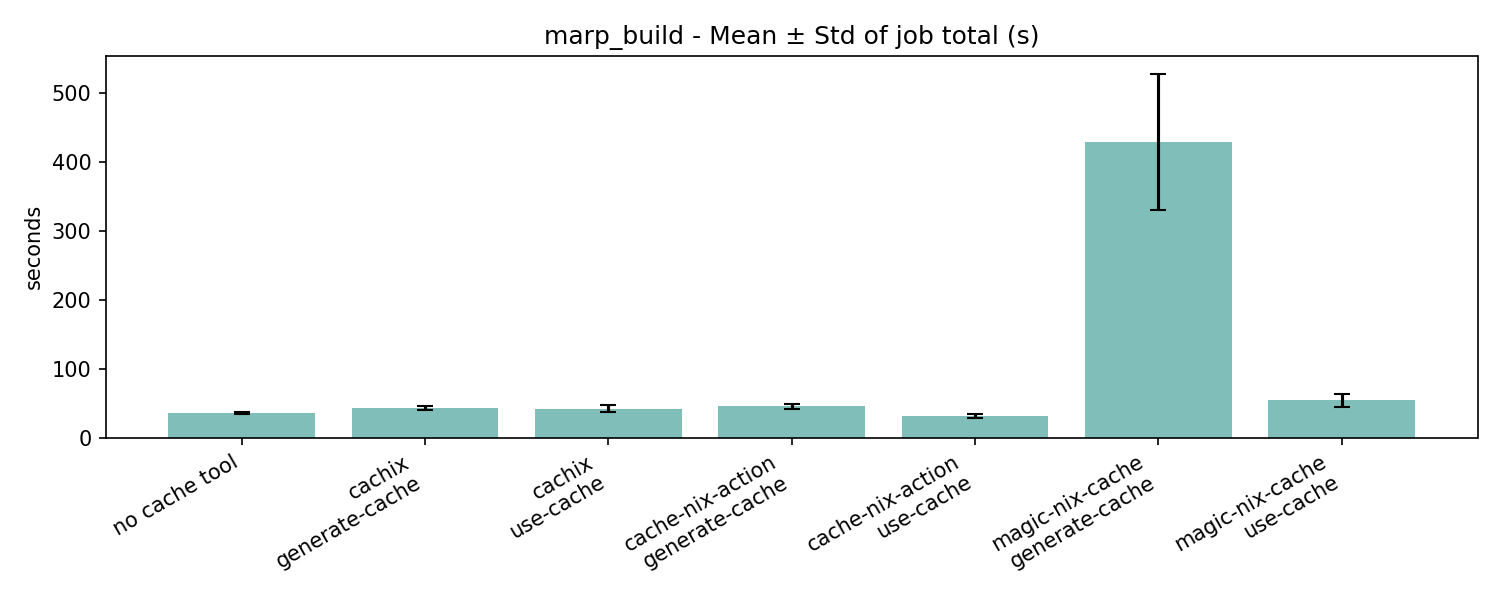 marp_build - Mean ± Std of job total (s)
seconds
500
400
300
200
100
0
no cache tool
cachix
generate-cache
cachix
use-cache
cache-nix-action
generate-cache
cache-nix-action
use-cache
magic-nix-cache
generate-cache
magic-nix-cache
use-cache